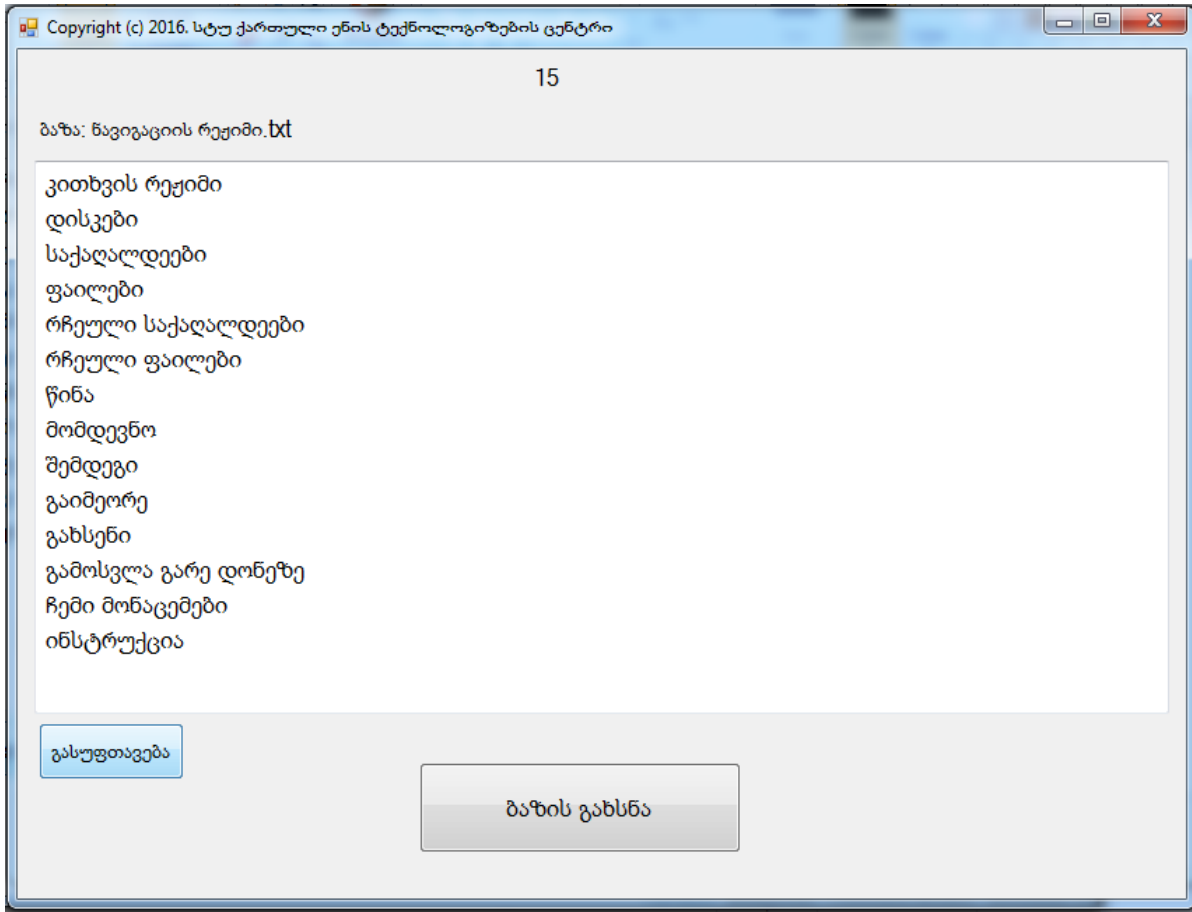 Copyright (c) 2016. სტუ ქართული ენის ტექნოლოგიზების ცენტრი
15
ბაზა: ნავიგაციის რეჟიმი.txt
კითხვის რეჟიმი
დისკები
საქაღალდეები
ფაილები
რჩეული საქაღალდეები
რჩეული ფაილები
წინა
მომდევნო
შემდეგი
გაიმეორე
გახსენი
გამოსვლა გარე დონეზე
ჩემი მონაცემები
ინსტრუქცია
გასუფთავება
ბაზის გახსნა